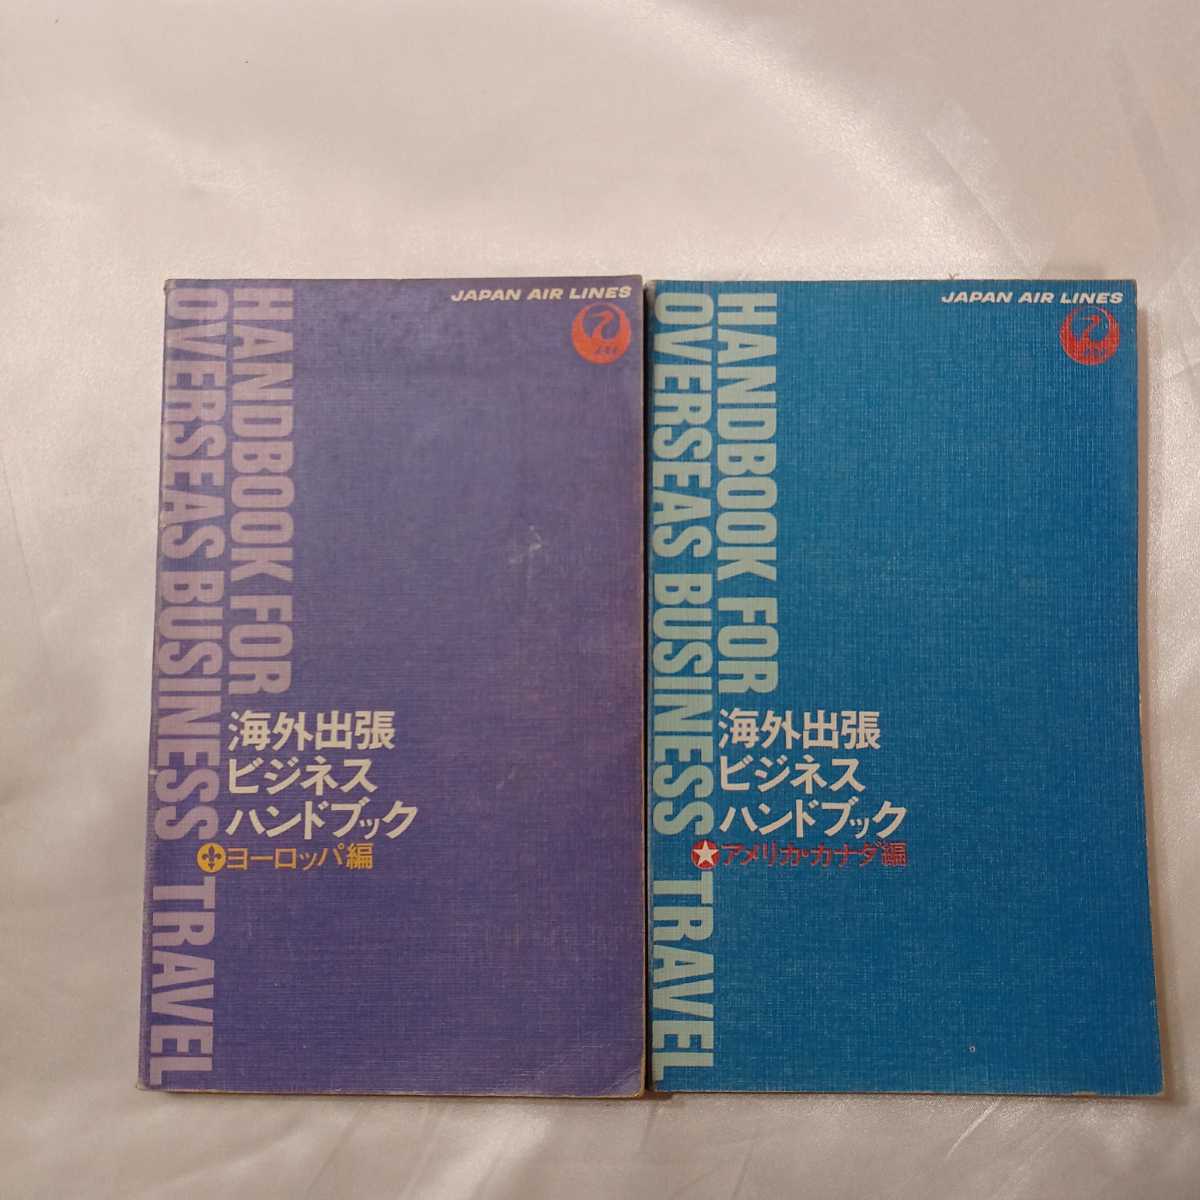 JAPAN AIR LINES
HANDBOOK FOR
OVERSEAS BUSINESS TRAVEL
海外出張
ビジネス
ハンドブック
ヨーロッパ編
JAPAN AIR LINES
HANDBOOK FOR
OVERSEAS BUSINESS TRAVEL
海外出張
ビジネス
ハンドブック
アメリカ・カナダ編